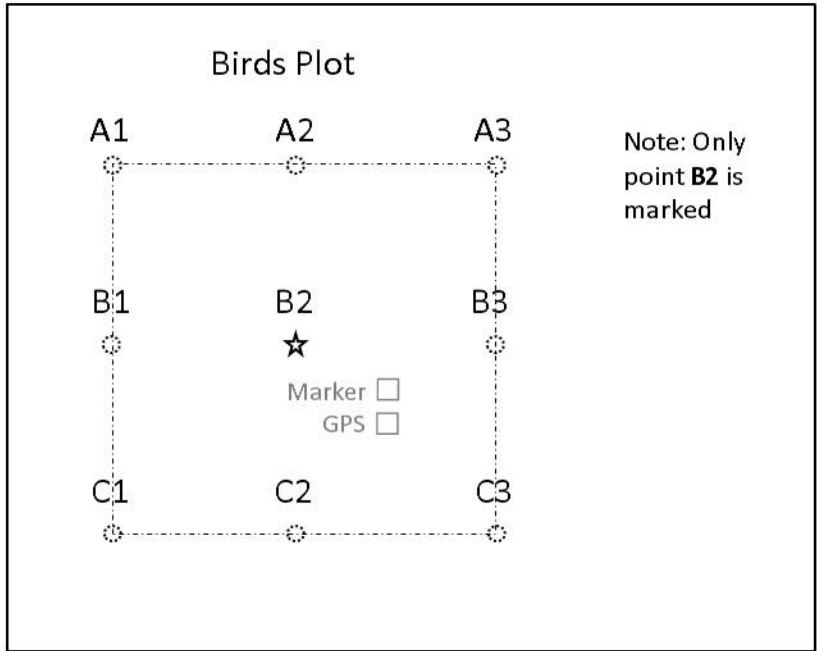 Birds Plot
A1 A2 A3
Note: Only
point B2 is
marked
B1 B2 B3
Marker
GPS
C1 C2 C3